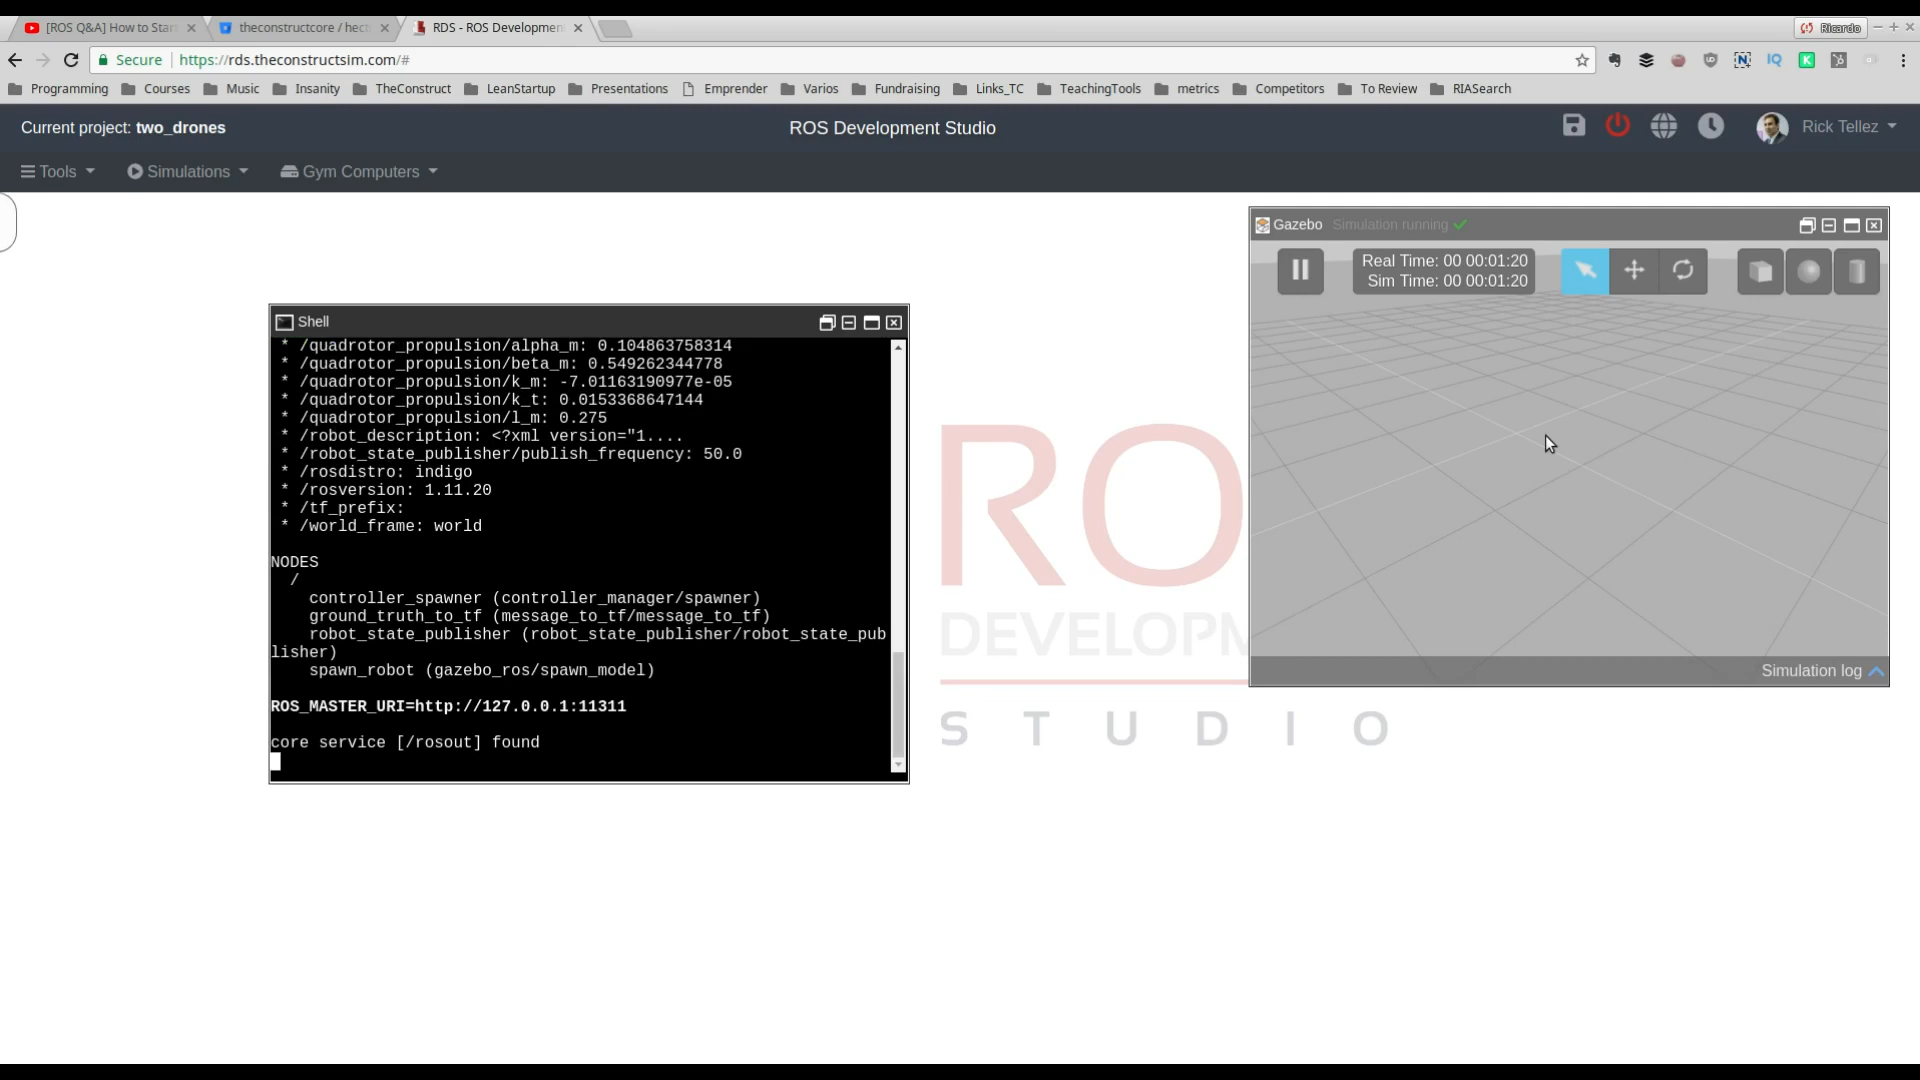 [ROS Q&A] How to Star
theconstructcore / hect
RDS - ROS Developmen
Ricardo
Secure
https://rds.theconstructsim.com/#
Programming
Courses
Music
Insanity
TheConstruct
LeanStartup
Presentations
Emprender
Varios
Fundraising
Links_TC
TeachingTools
metrics
Competitors
To Review
RIASearch
Current project: two_drones
ROS Development Studio
Rick Tellez
Tools
Simulations
Gym Computers
Gazebo Simulation running
Real Time: 00 00:01:20
Sim Time: 00 00:01:20
Simulation log
Shell
* /quadrotor_propulsion/alpha_m: 0.104863758314
* /quadrotor_propulsion/beta_m: 0.549262344778
* /quadrotor_propulsion/k_m: -7.01163190977e-05
* /quadrotor_propulsion/k_t: 0.0153368647144
* /quadrotor_propulsion/l_m: 0.275
* /robot_description: <?xml version="1....
* /robot_state_publisher/publish_frequency: 50.0
* /rosdistro: indigo
* /rosversion: 1.11.20
* /tf_prefix:
* /world_frame: world
NODES
/
controller_spawner (controller_manager/spawner)
ground_truth_to_tf (message_to_tf/message_to_tf)
robot_state_publisher (robot_state_publisher/robot_state_pub
lisher)
spawn_robot (gazebo_ros/spawn_model)
ROS_MASTER_URI=http://127.0.0.1:11311
core service [/rosout] found
RO
DEVELOPM
STUDIO